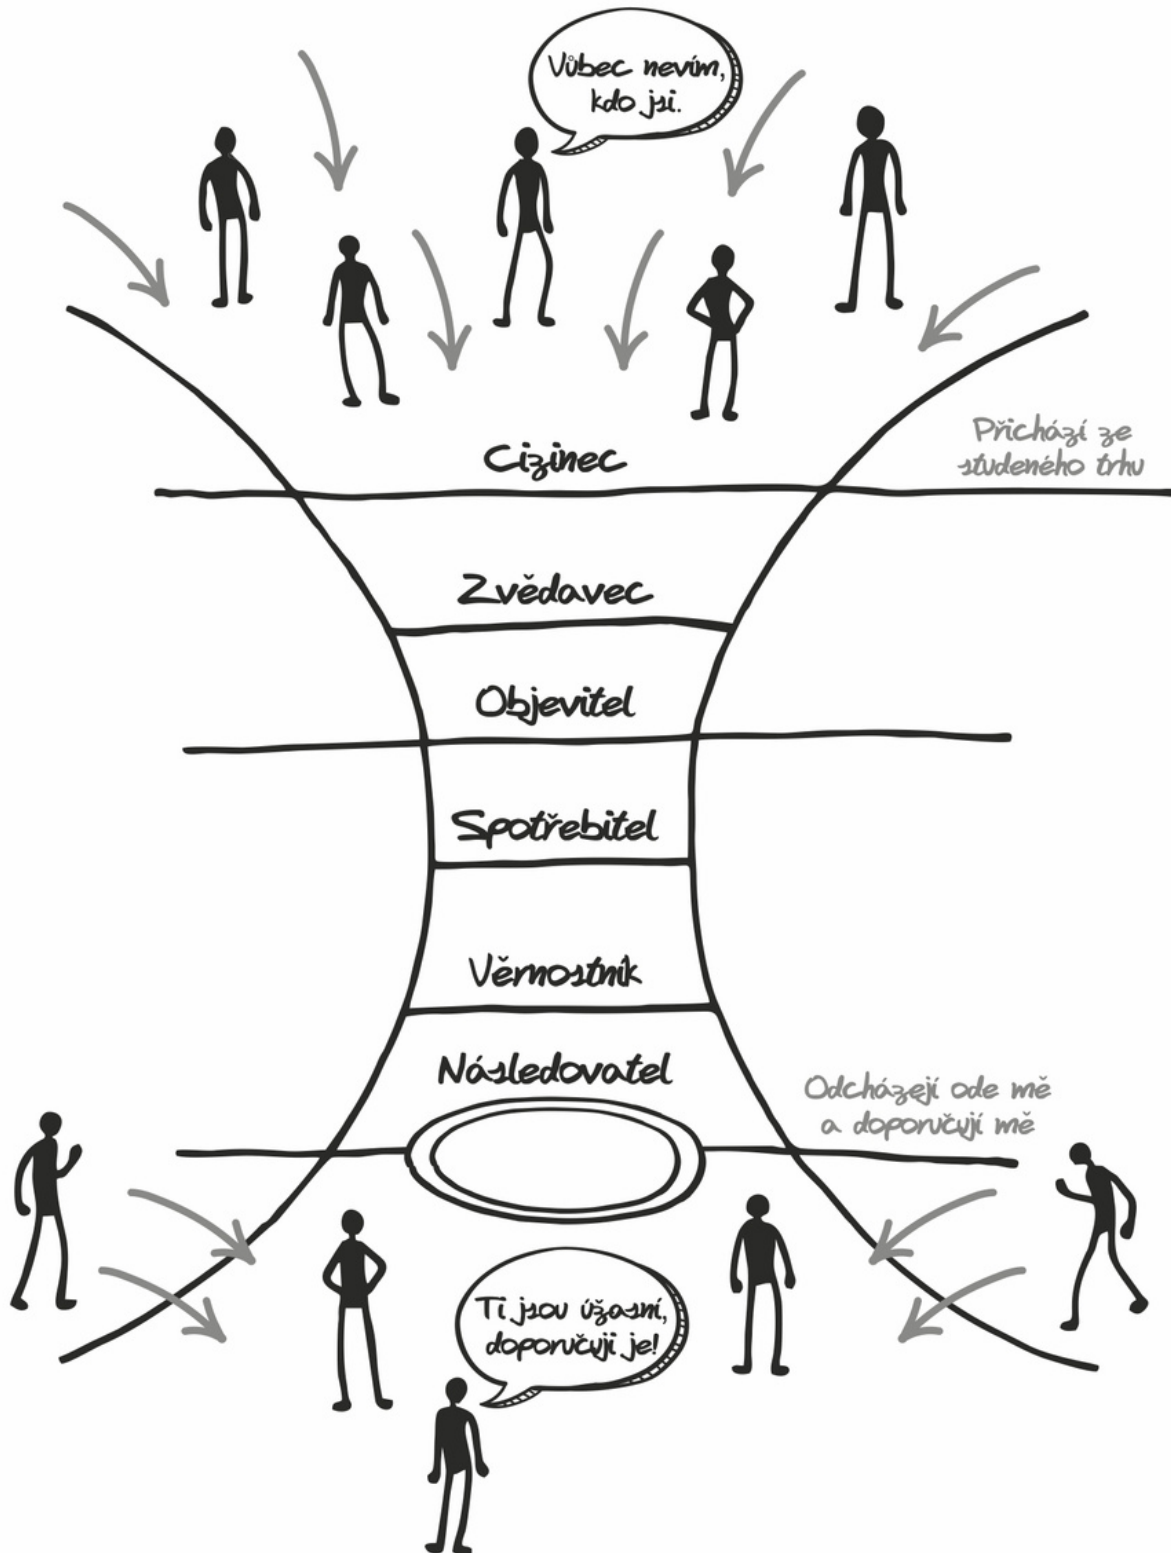 Vůbec nevím,
kdo jsi.
Cizinec
Přichází ze
studeného trhu
Zvědavec
Objevitel
Spotřebitel
Věrnostník
Následovatel
Odcházejí ode mě
a doporučují mě
Ti jsou úžasní,
doporučuji je!